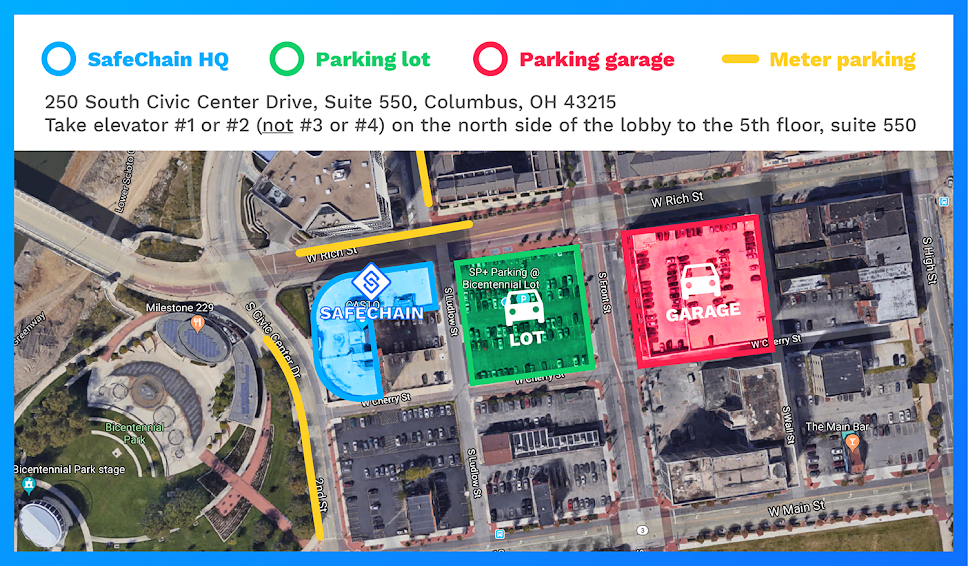 SafeChain HQ
Parking lot
Parking garage
Meter parking
250 South Civic Center Drive, Suite 550, Columbus, OH 43215
Take elevator #1 or #2 (not #3 or #4) on the north side of the lobby to the 5th floor, suite 550
Lower Scioto
W Rich St
W Rich St
S High St
SP+ Parking @
Bicentennial Lot
P
LOT
GARAGE
SAFECHAIN
Milestone 229
S Civic Center Dr
S Ludlow St
S Front St
W Cherry St
W Cherry St
W Cherry St
Bicentennial
Park
Bicentennial Park stage
2nd St
S Ludlow St
S Wall St
The Main Bar
W Main St
3